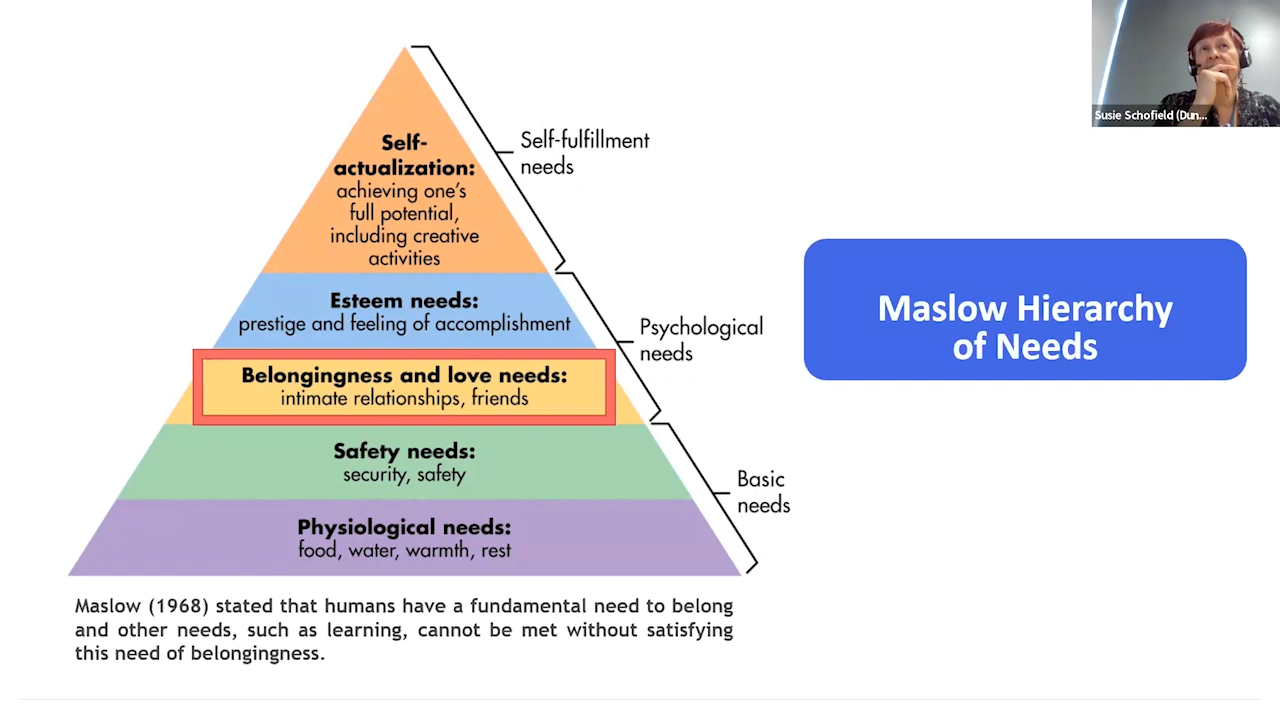 Susie Schofield (Dun...
Self-
actualization:
achieving one's
full potential,
including creative
activities
Self-fulfillment
needs
Esteem needs:
prestige and feeling of accomplishment
Psychological
needs
Belongingness and love needs:
intimate relationships, friends
Safety needs:
security, safety
Basic
needs
Physiological needs:
food, water, warmth, rest
Maslow Hierarchy
of Needs
Maslow (1968) stated that humans have a fundamental need to belong
and other needs, such as learning, cannot be met without satisfying
this need of belongingness.